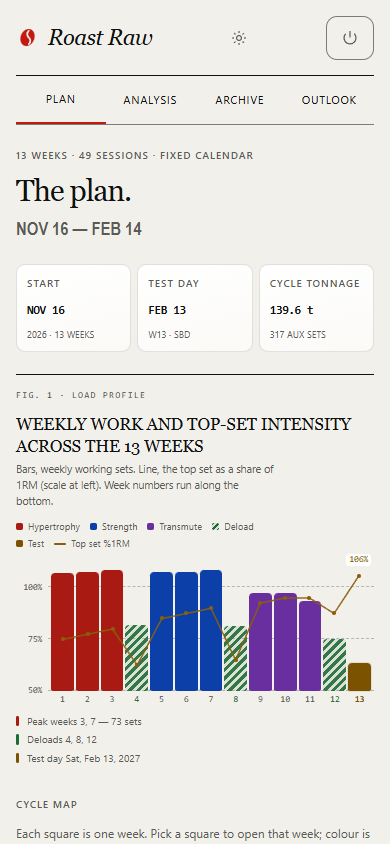 Roast Raw
PLAN
ANALYSIS
ARCHIVE
OUTLOOK
13 WEEKS · 49 SESSIONS · FIXED CALENDAR
The plan.
NOV 16 — FEB 14
START
NOV 16
2026 · 13 WEEKS
TEST DAY
FEB 13
W13 · SBD
CYCLE TONNAGE
139.6 t
317 AUX SETS
FIG. 1 · LOAD PROFILE
WEEKLY WORK AND TOP-SET INTENSITY
ACROSS THE 13 WEEKS
Bars, weekly working sets. Line, the top set as a share of
1RM (scale at left). Week numbers run along the
bottom.
Hypertrophy Strength Transmute Deload
Test Top set %1RM
106%
100%
75%
50%
1 2 3 4 5 6 7 8 9 10 11 12 13
Peak weeks 3, 7 — 73 sets
Deloads 4, 8, 12
Test day Sat, Feb 13, 2027
CYCLE MAP
Each square is one week. Pick a square to open that week; colour is